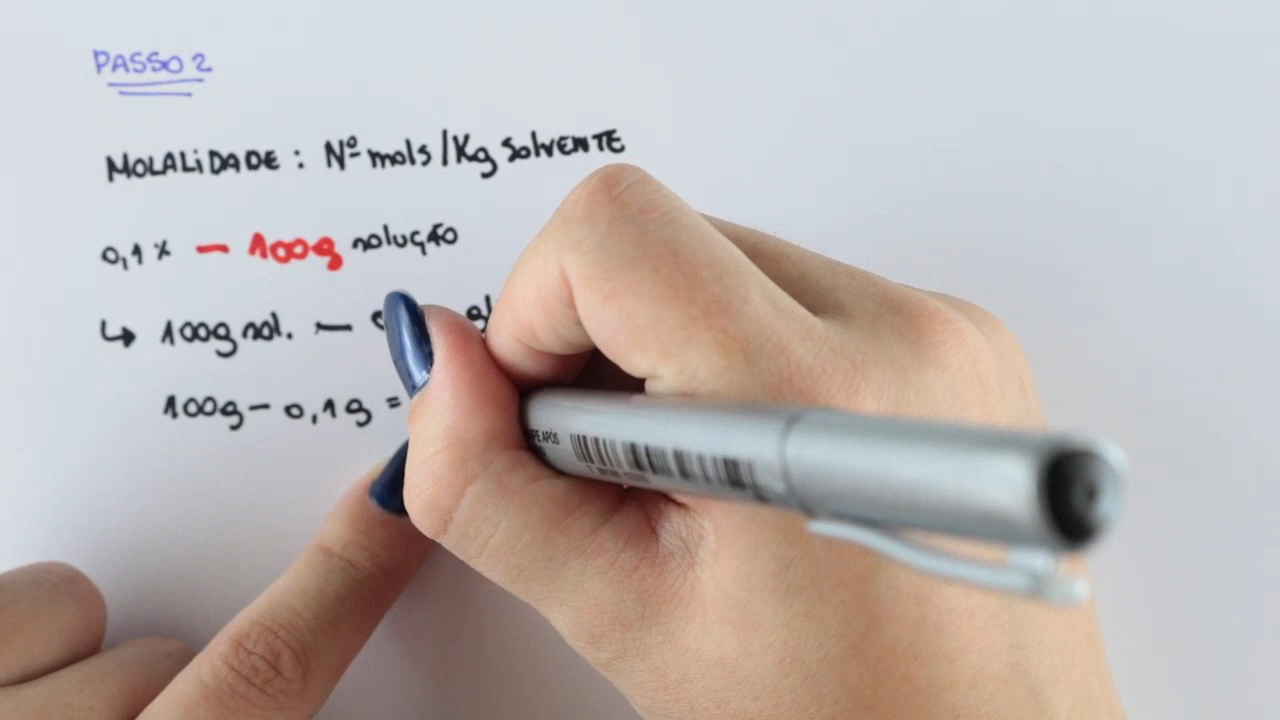 PASSO 2
MOLALIDADE: Nº mols/Kg solvente
0,1% – 100g solução
↳ 100g sol. –
100g – 0,1g =